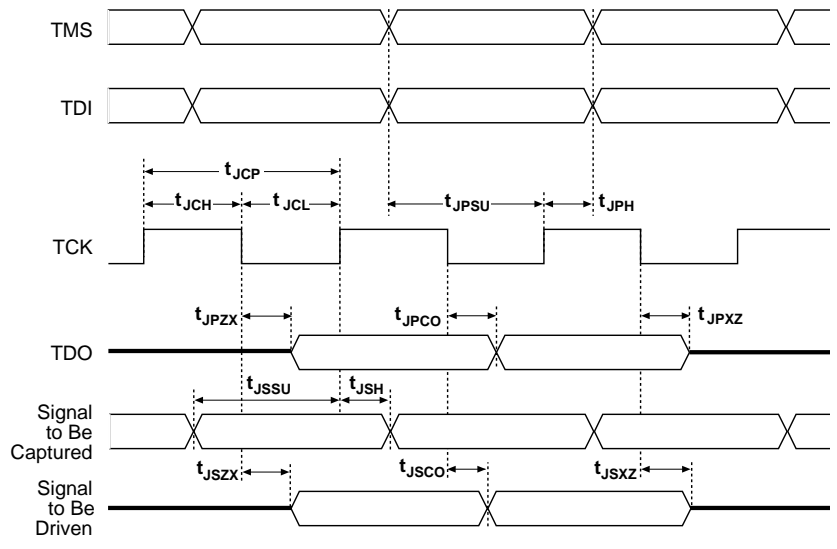 TMS
TDI
tJCP
tJCH
tJCL
tJPSU
tJPH
TCK
tJPZX
tJPCO
tJPXZ
TDO
tJSSU
tJSH
Signal
to Be
Captured
tJSZX
tJSCO
tJSXZ
Signal
to Be
Driven